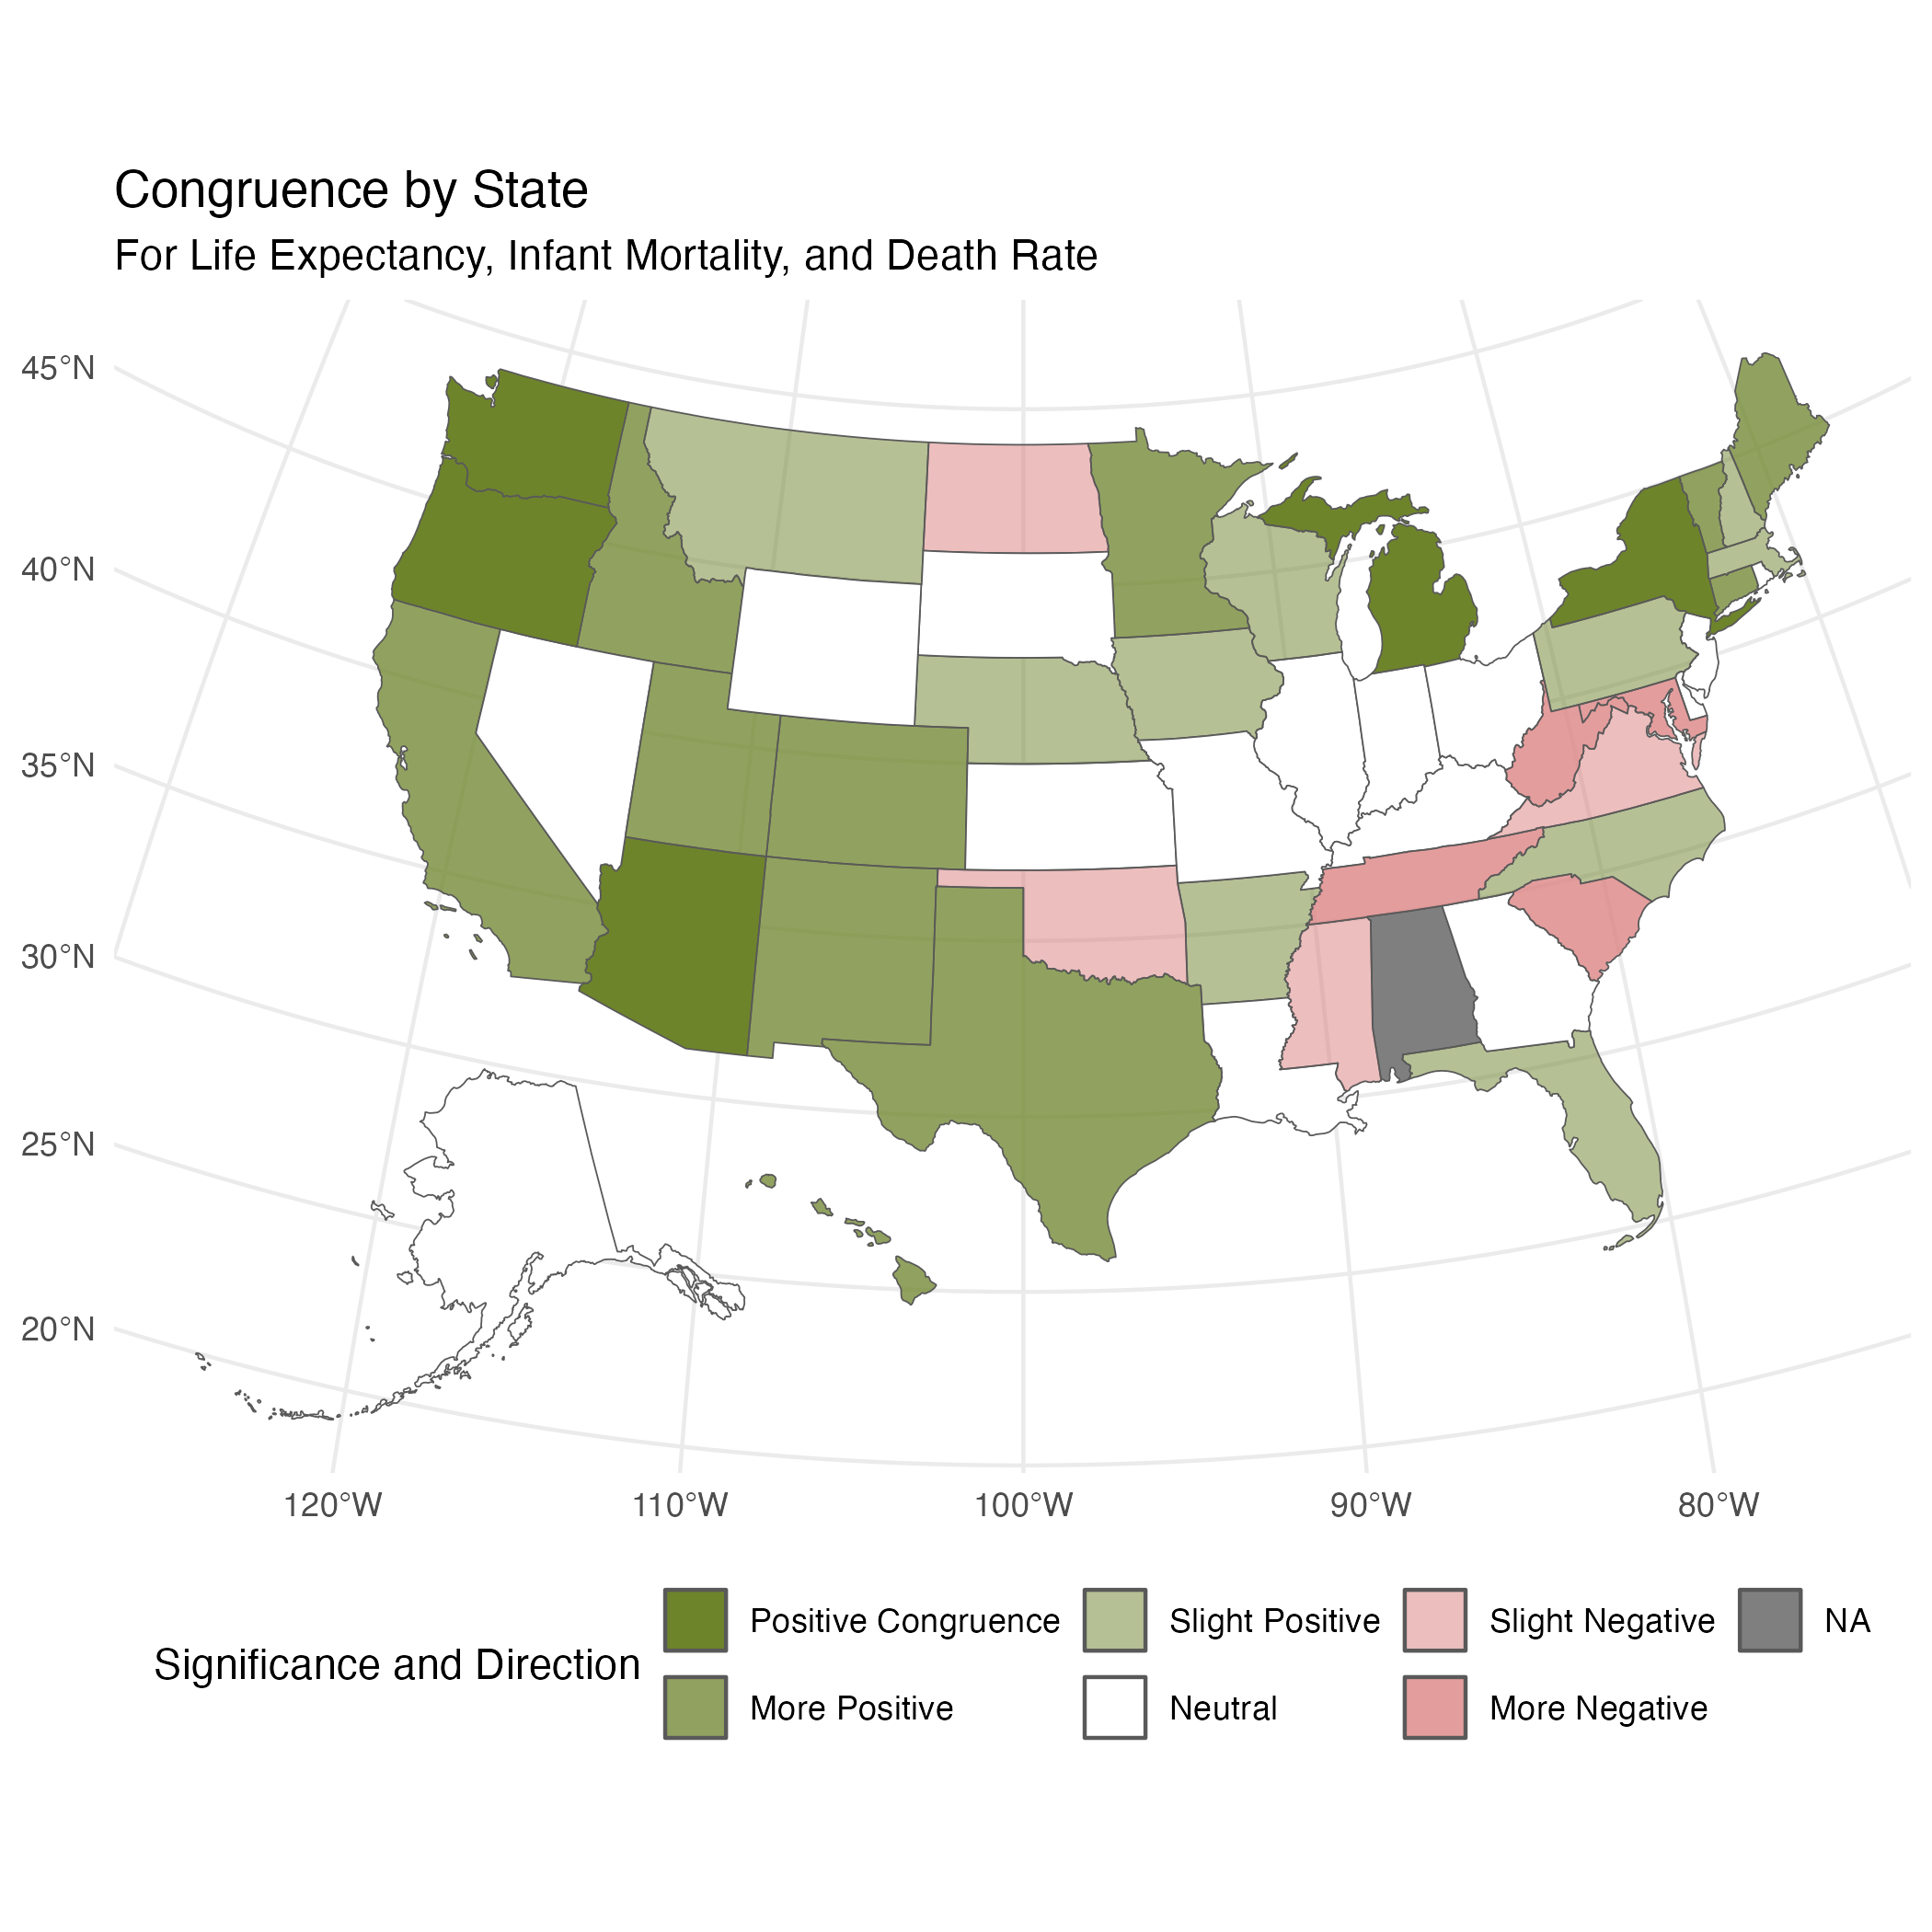 Congruence by State
For Life Expectancy, Infant Mortality, and Death Rate
45°N
40°N
35°N
30°N
25°N
20°N
120°W 110°W 100°W 90°W 80°W
Significance and Direction
Positive Congruence
More Positive
Slight Positive
Neutral
Slight Negative
More Negative
NA